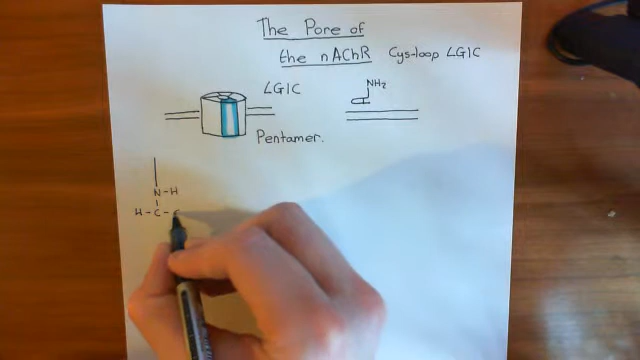 The Pore of
the nAChR Cys-loop LGIC
LGIC
NH₂
Pentamer.
N-H
H-C-